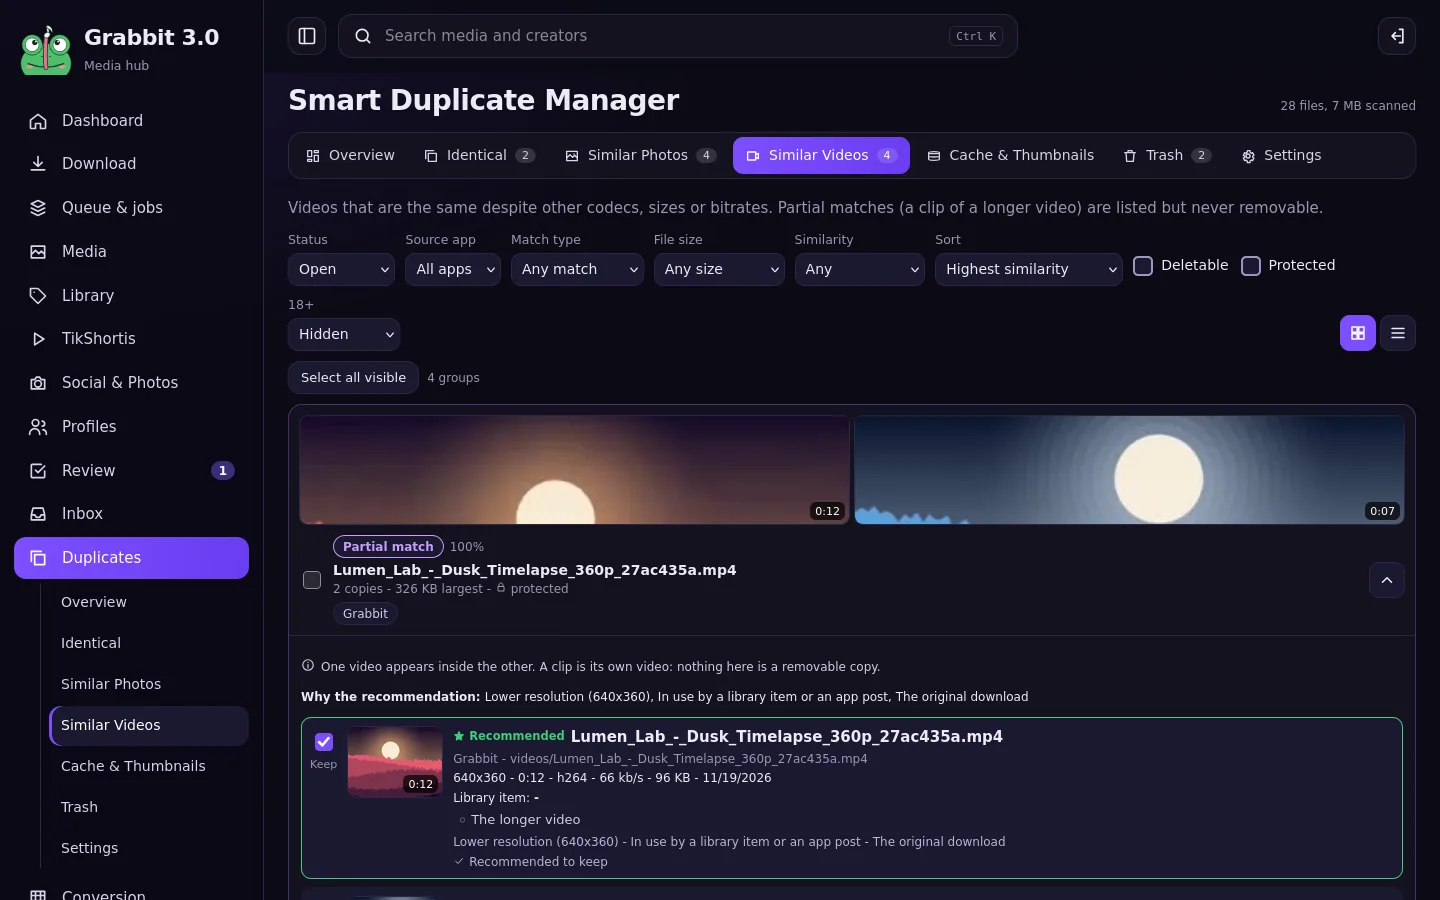 Grabbit 3.0
Media hub
Dashboard
Download
Queue & jobs
Media
Library
TikShortis
Social & Photos
Profiles
Review 1
Inbox
Duplicates
Overview
Identical
Similar Photos
Similar Videos
Cache & Thumbnails
Trash
Settings
Conversion
Search media and creators Ctrl K
Smart Duplicate Manager
28 files, 7 MB scanned
Overview Identical 2 Similar Photos 4 Similar Videos 4 Cache & Thumbnails Trash 2 Settings
Videos that are the same despite other codecs, sizes or bitrates. Partial matches (a clip of a longer video) are listed but never removable.
Status Source app Match type File size Similarity Sort
Open All apps Any match Any size Any Highest similarity Deletable Protected
18+
Hidden
Select all visible 4 groups
0:12 0:07
Partial match 100%
Lumen_Lab_-_Dusk_Timelapse_360p_27ac435a.mp4
2 copies - 326 KB largest - protected
Grabbit
One video appears inside the other. A clip is its own video: nothing here is a removable copy.
Why the recommendation: Lower resolution (640x360), In use by a library item or an app post, The original download
Keep
0:12
Recommended Lumen_Lab_-_Dusk_Timelapse_360p_27ac435a.mp4
Grabbit - videos/Lumen_Lab_-_Dusk_Timelapse_360p_27ac435a.mp4
640x360 - 0:12 - h264 - 66 kb/s - 96 KB - 11/19/2026
Library item: -
The longer video
Lower resolution (640x360) - In use by a library item or an app post - The original download
Recommended to keep